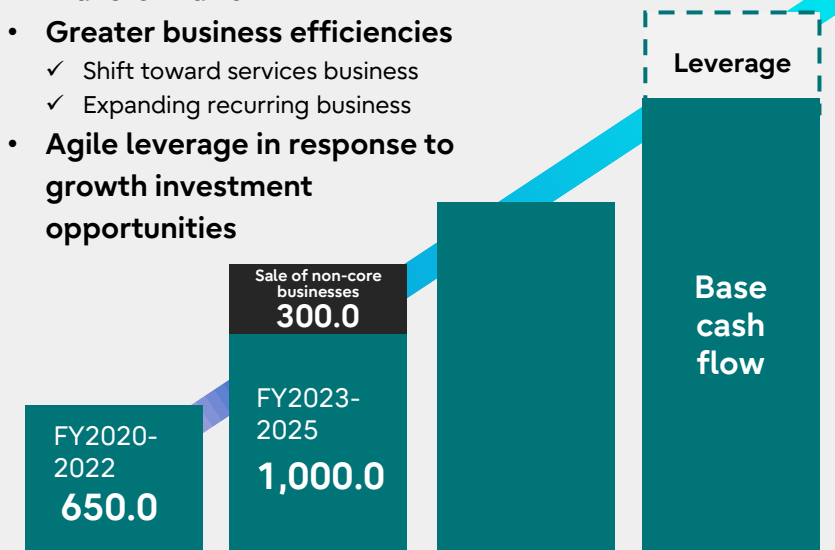 • Greater business efficiencies
✓ Shift toward services business
✓ Expanding recurring business
• Agile leverage in response to
growth investment
opportunities
Leverage
Sale of non-core
businesses
300.0
FY2020-
2022
650.0
FY2023-
2025
1,000.0
Base
cash
flow